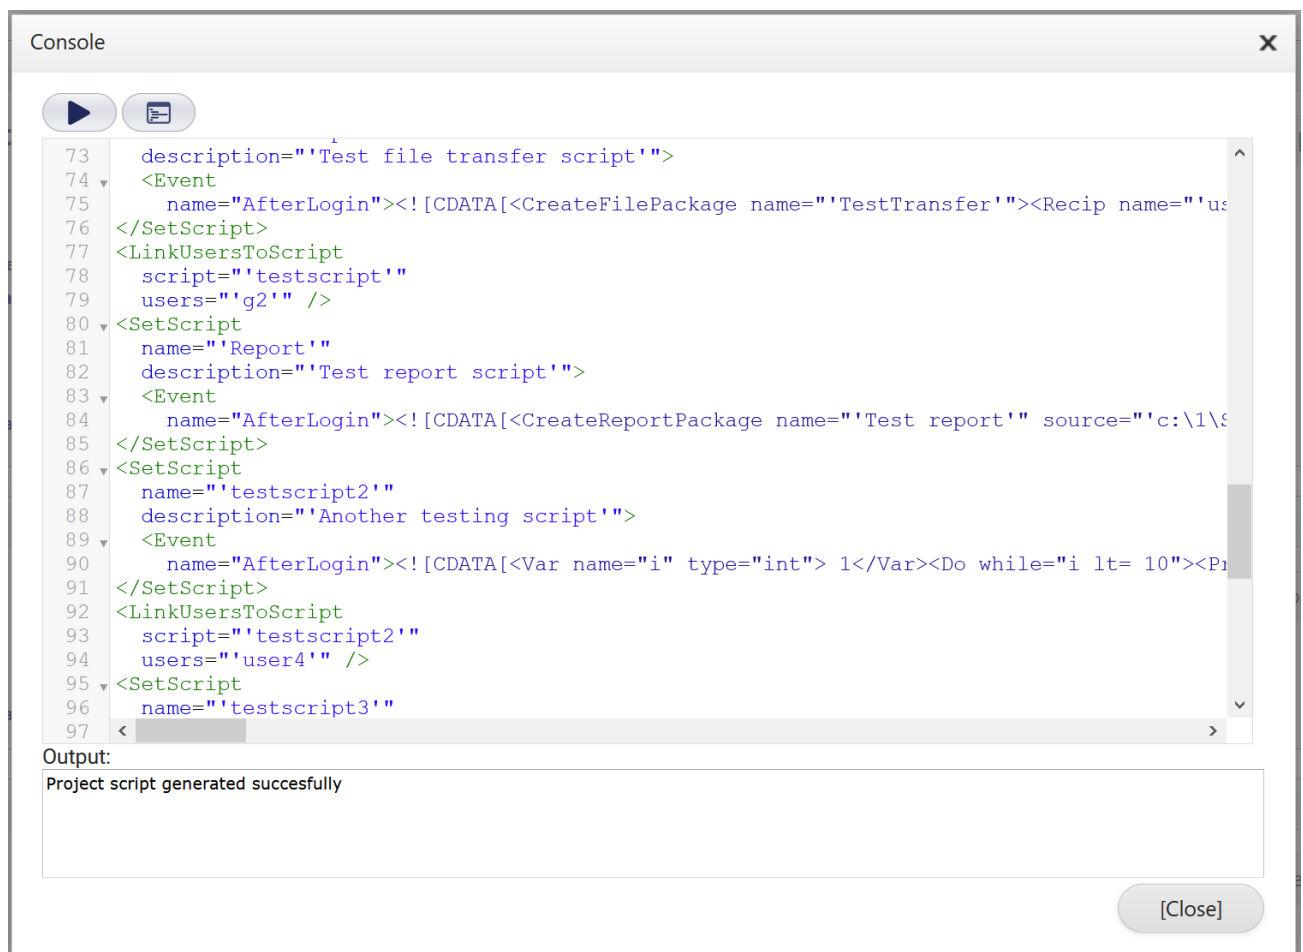 Console
73 description="'Test file transfer script'">
74 <Event
75 name="AfterLogin"><![CDATA[<CreateFilePackage name="'TestTransfer'"><Recip name="'us
76 </SetScript>
77 <LinkUsersToScript
78 script="'testscript'"
79 users="'g2'" />
80 <SetScript
81 name="'Report'"
82 description="'Test report script'">
83 <Event
84 name="AfterLogin"><![CDATA[<CreateReportPackage name="'Test report'" source="'c:\1\S
85 </SetScript>
86 <SetScript
87 name="'testscript2'"
88 description="'Another testing script'">
89 <Event
90 name="AfterLogin"><![CDATA[<Var name="i" type="int"> 1</Var><Do while="i lt= 10"><Pr
91 </SetScript>
92 <LinkUsersToScript
93 script="'testscript2'"
94 users="'user4'" />
95 <SetScript
96 name="'testscript3'"
97
Output:
Project script generated succesfully
[Close]